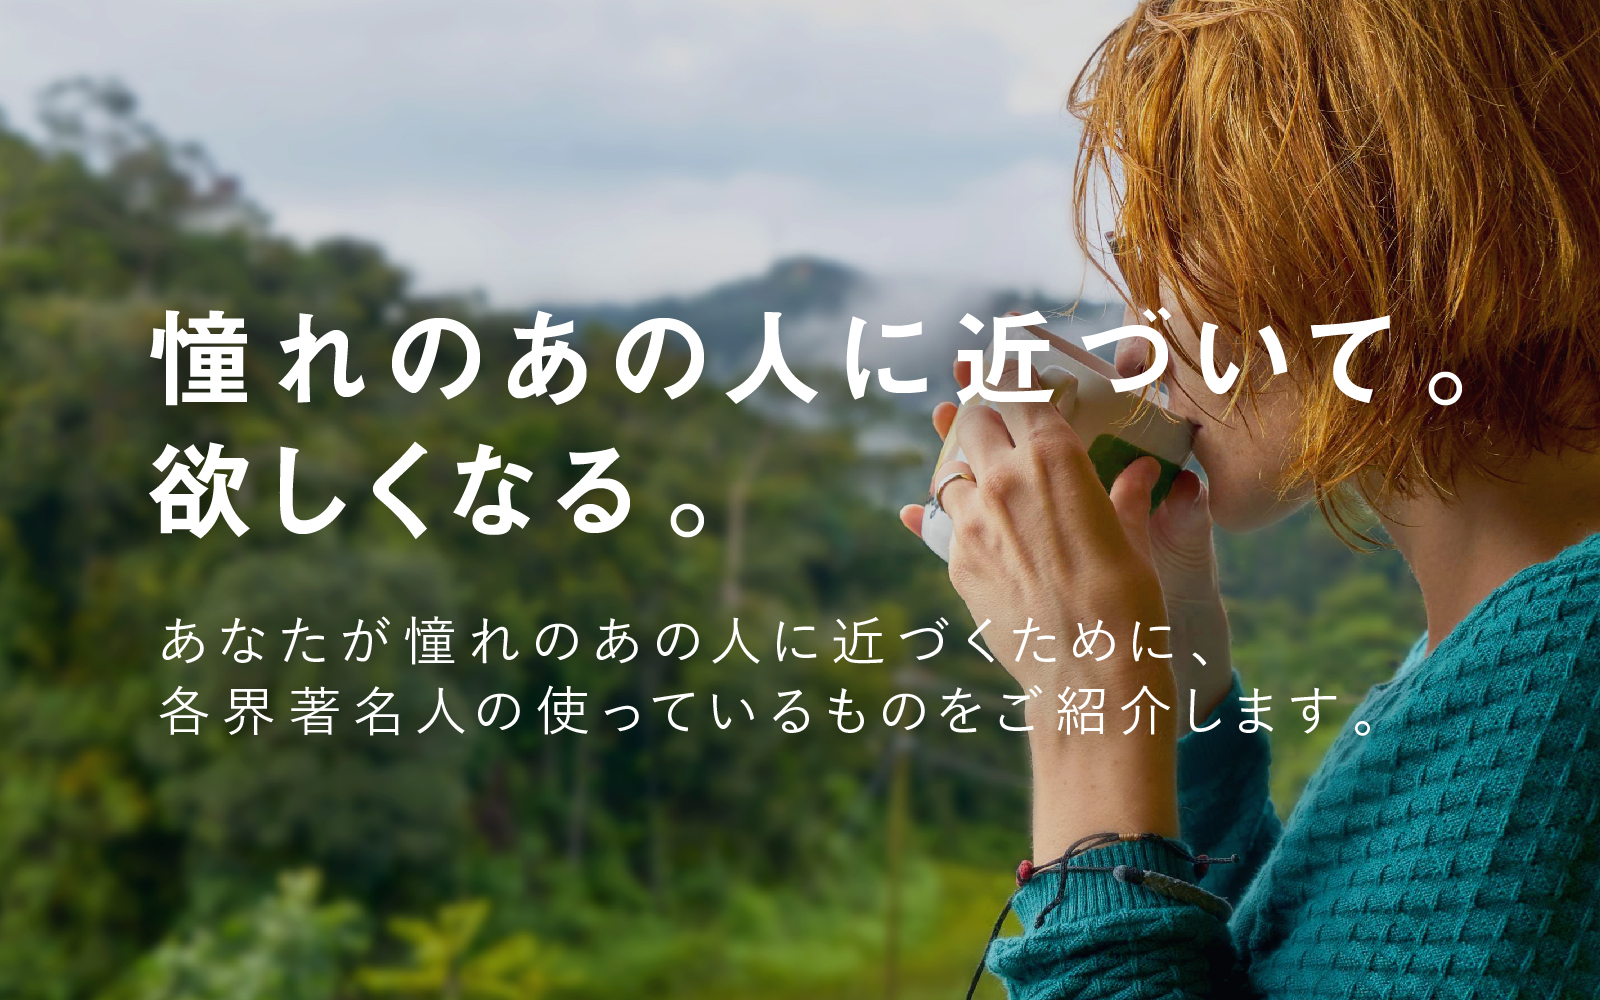 憧れのあの人に近づいて。
欲しくなる。
あなたが憧れのあの人に近づくために、
各界著名人の使っているものをご紹介します。